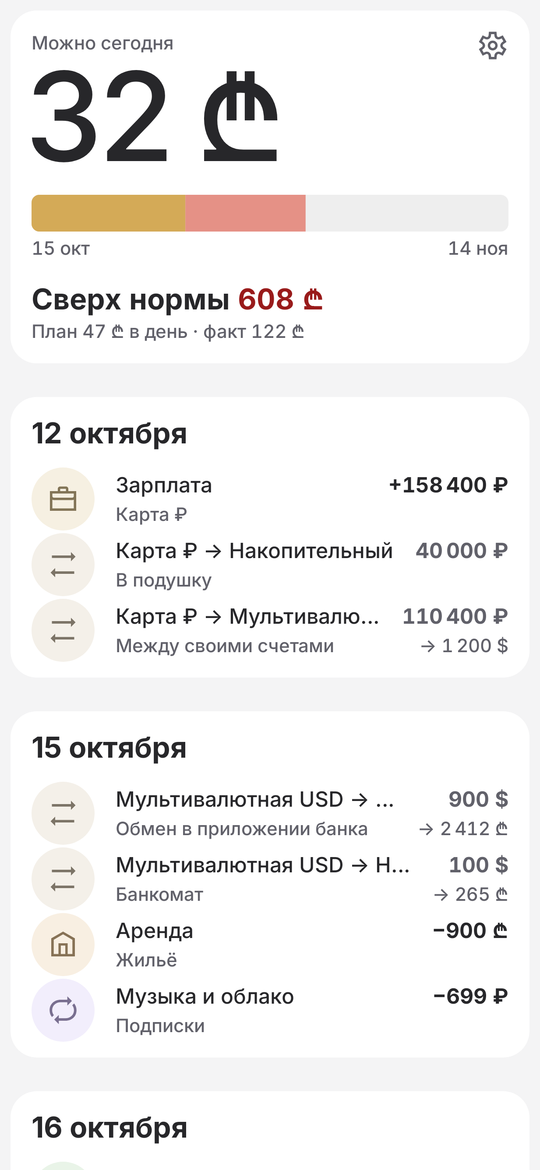 Можно сегодня
32 ₾
15 окт 14 ноя
Сверх нормы 608 ₾
План 47 ₾ в день · факт 122 ₾
12 октября
Зарплата +158 400 ₽
Карта ₽
Карта ₽ → Накопительный 40 000 ₽
В подушку
Карта ₽ → Мультивалю... 110 400 ₽
Между своими счетами → 1 200 $
15 октября
Мультивалютная USD → ... 900 $
Обмен в приложении банка → 2 412 ₾
Мультивалютная USD → Н... 100 $
Банкомат → 265 ₾
Аренда −900 ₾
Жильё
Музыка и облако −699 ₽
Подписки
16 октября